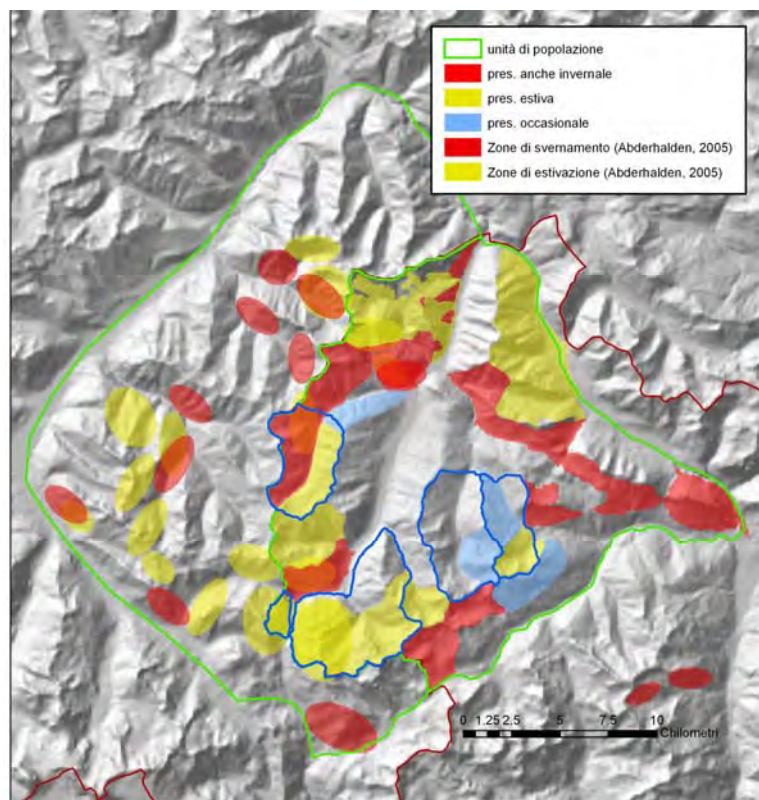 unità di popolazione
pres. anche invernale
pres. estiva
pres. occasionale
Zone di svernamento (Abderhalden, 2005)
Zone di estivazione (Abderhalden, 2005)
0 1.25 2.5 5 7.5 10
Chilometri